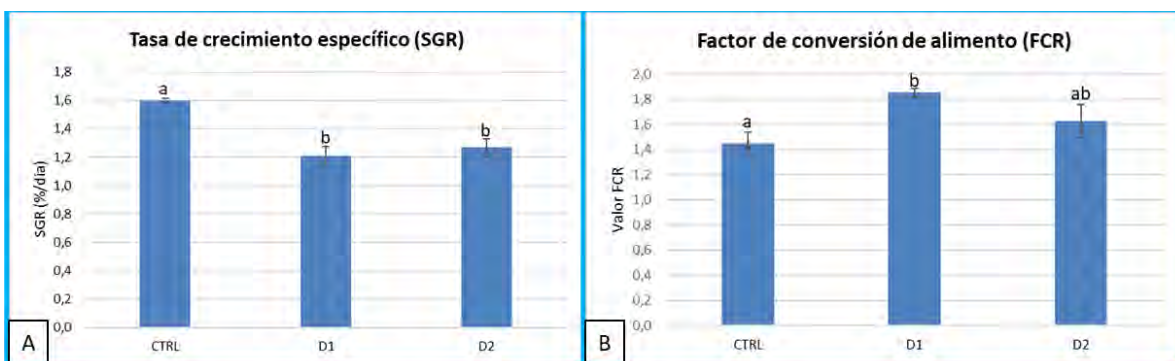 Tasa de crecimiento específico (SGR)
SGR (%/día)
1,8
1,6
1,4
1,2
1,0
0,8
0,6
0,4
0,2
0,0
a
b
b
CTRL
D1
D2
A
Factor de conversión de alimento (FCR)
Valor FCR
2,0
1,8
1,6
1,4
1,2
1,0
0,8
0,6
0,4
0,2
0,0
a
b
ab
CTRL
D1
D2
B